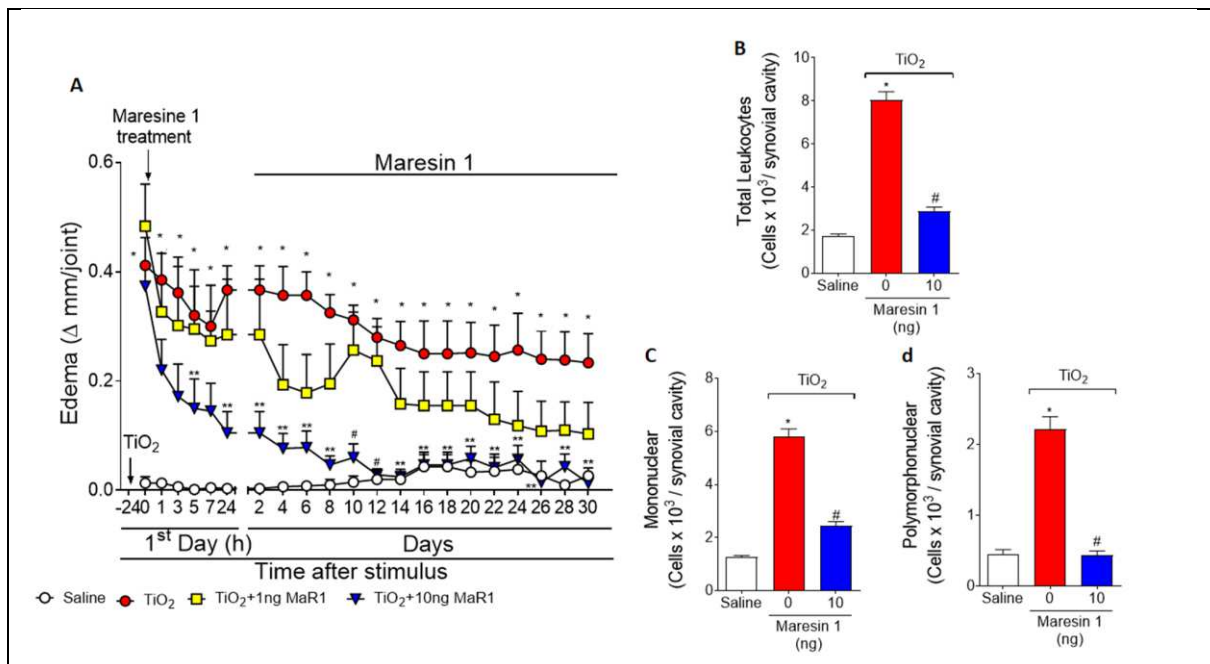 A
Maresine 1
treatment
Maresin 1
0.6
0.4
0.2
0.0
Edema (Δ mm/joint)
TiO2
-24 0 1 3 5 7 24 2 4 6 8 10 12 14 16 18 20 22 24 26 28 30
* * * * * * * * * * * * * * * * * * * * *
** ** ** ** ** ** # # ** ** ** ** ** ** ** ** **
1st Day (h) Days
Time after stimulus
Saline TiO2 TiO2+1ng MaR1 TiO2+10ng MaR1
B
TiO2
10
8
6
4
2
0
* #
Total Leukocytes
(Cells x 10³/ synovial cavity)
Saline 0 10
Maresin 1
(ng)
C
TiO2
8
6
4
2
0
* #
Mononuclear
(Cells x 10³ / synovial cavity)
Saline 0 10
Maresin 1
(ng)
d
TiO2
3
2
1
0
* #
Polymorphonuclear
(Cells x 10³ / synovial cavity)
Saline 0 10
Maresin 1
(ng)